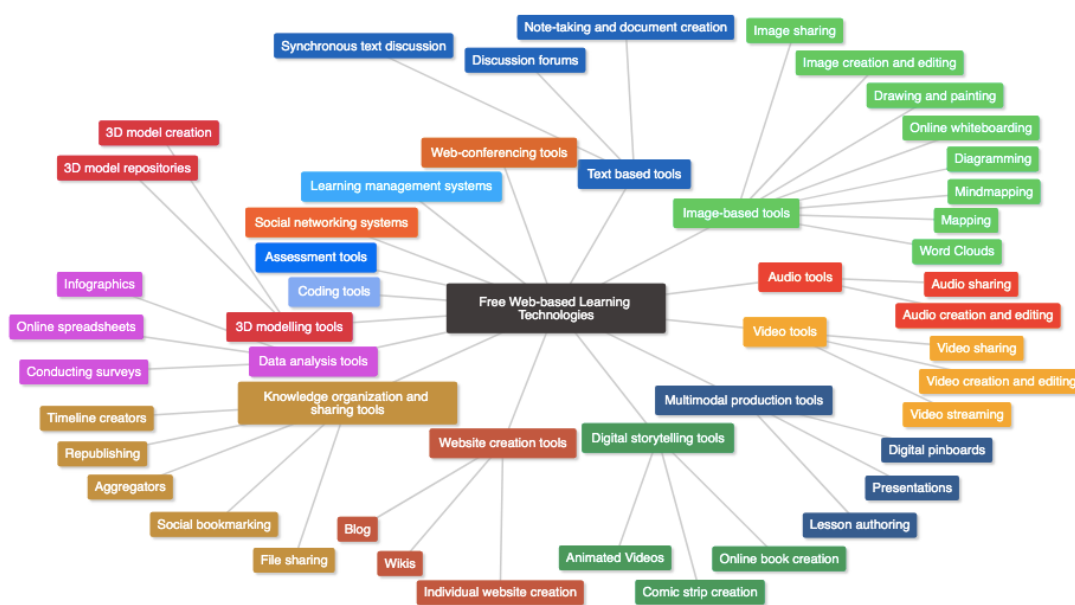 Note-taking and document creation
Synchronous text discussion
Discussion forums
Image sharing
Image creation and editing
Drawing and painting
Online whiteboarding
Diagramming
Mindmapping
Mapping
Word Clouds
3D model creation
3D model repositories
Web-conferencing tools
Text based tools
Learning management systems
Image-based tools
Social networking systems
Assessment tools
Coding tools
Free Web-based Learning
Technologies
Audio tools
Audio sharing
Audio creation and editing
Infographics
Online spreadsheets
Conducting surveys
3D modelling tools
Data analysis tools
Video tools
Video sharing
Video creation and editing
Video streaming
Knowledge organization and
sharing tools
Timeline creators
Republishing
Aggregators
Social bookmarking
File sharing
Website creation tools
Blog
Wikis
Individual website creation
Digital storytelling tools
Animated Videos
Comic strip creation
Online book creation
Multimodal production tools
Digital pinboards
Presentations
Lesson authoring